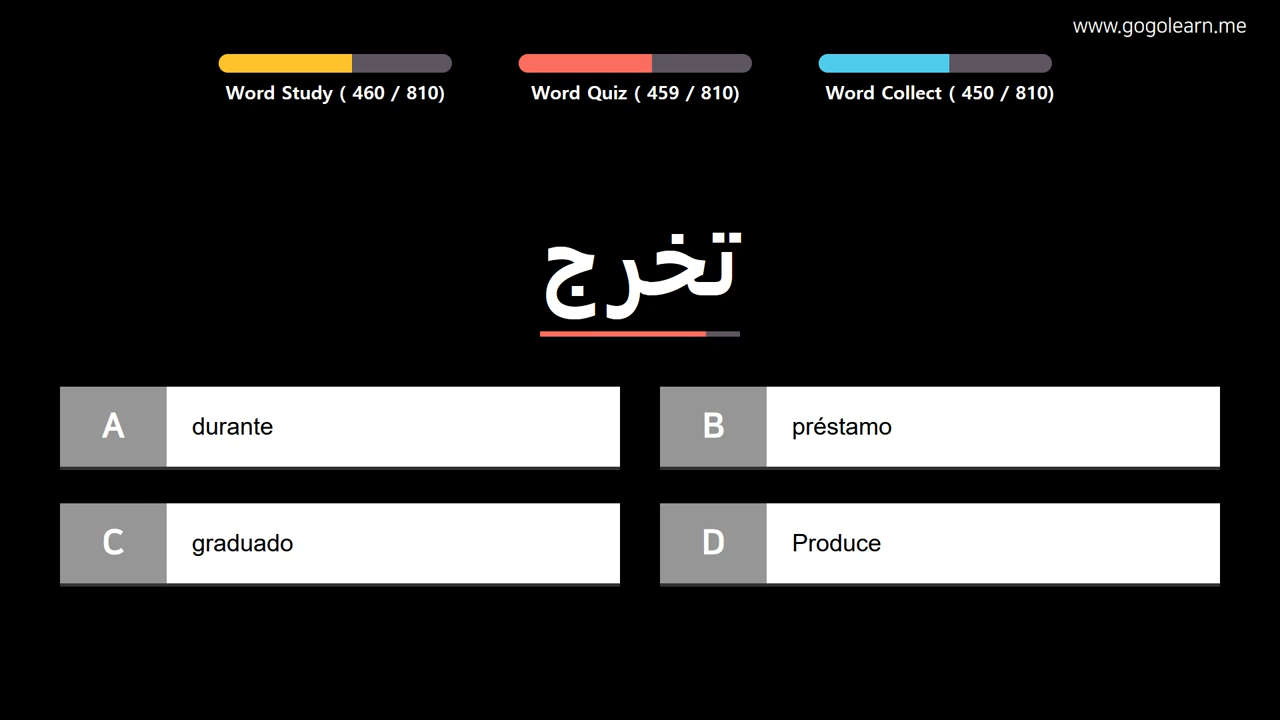 www.gogolearn.me
Word Study ( 460 / 810)
Word Quiz ( 459 / 810)
Word Collect ( 450 / 810)
تخرج
A durante
B préstamo
C graduado
D Produce